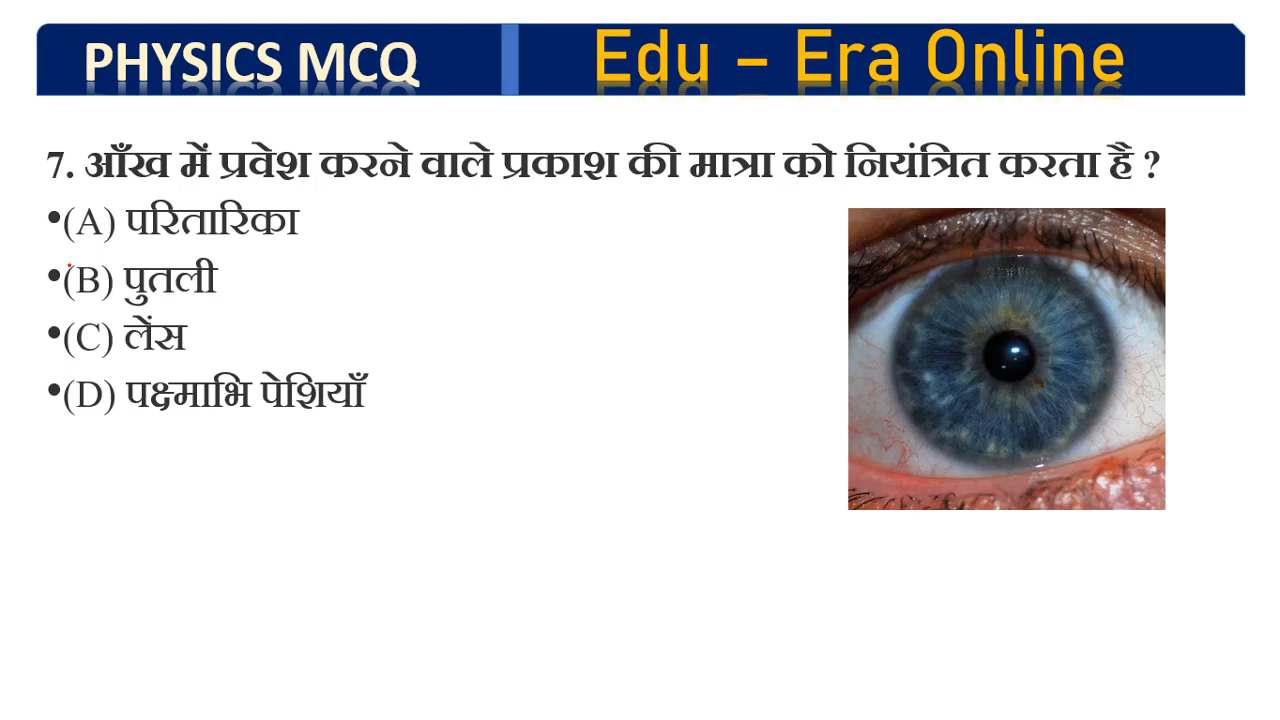 PHYSICS MCQ
Edu – Era Online
7. आँख में प्रवेश करने वाले प्रकाश की मात्रा को नियंत्रित करता है ?
•(A) परितारिका
•(B) पुतली
•(C) लेंस
•(D) पक्ष्माभि पेशियाँ